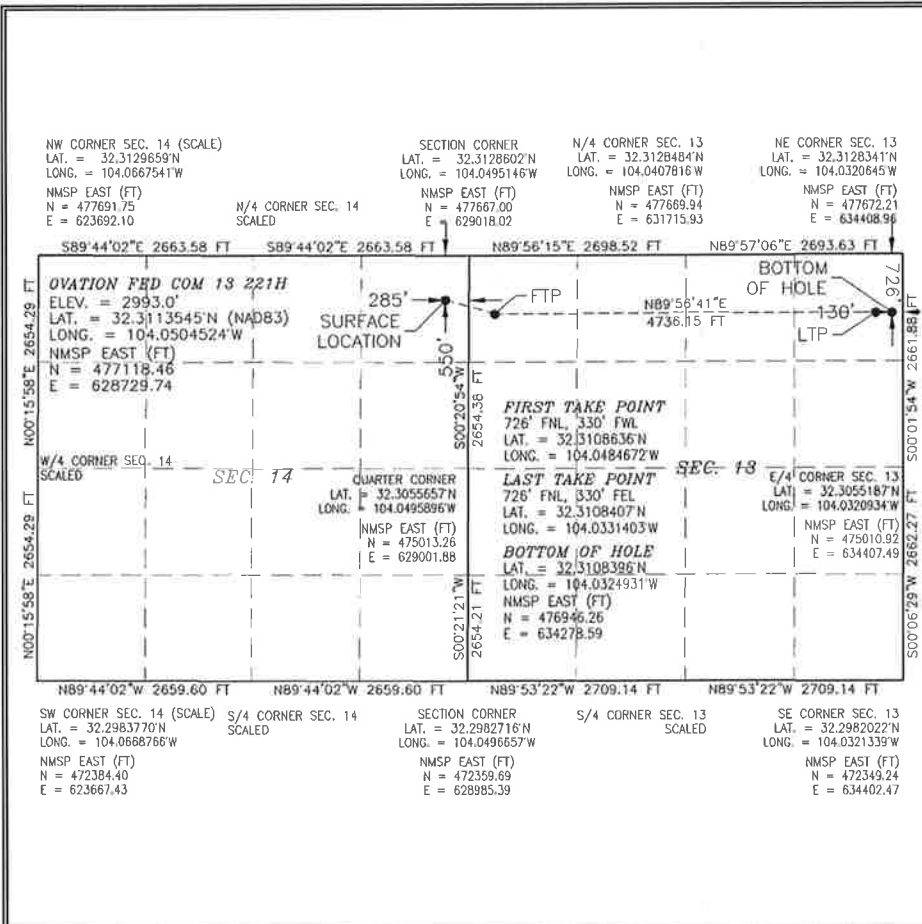 NW CORNER SEC. 14 (SCALE)
LAT. = 32.3129659'N
LONG. = 104.0667541'W
NMSP EAST (FT)
N = 477691.75
E = 623692.10
N/4 CORNER SEC. 14
SCALED
SECTION CORNER
LAT. = 32.3128602'N
LONG. = 104.0495146'W
NMSP EAST (FT)
N = 477667.00
E = 629018.02
N/4 CORNER SEC. 13
LAT. = 32.3128484'N
LONG. = 104.0407816'W
NMSP EAST (FT)
N = 477669.94
E = 631715.93
NE CORNER SEC. 13
LAT. = 32.3128341'N
LONG. = 104.0320645'W
NMSP EAST (FT)
N = 477672.21
E = 634408.96
S89°44'02"E 2663.58 FT
S89°44'02"E 2663.58 FT
N89°56'15"E 2698.52 FT
N89°57'06"E 2693.63 FT
OVATION FED COM 13 221H
ELEV. = 2993.0'
LAT. = 32.3113545'N (NAD83)
LONG. = 104.0504524'W
NMSP EAST (FT)
N = 477118.46
E = 628729.74
285'
SURFACE
LOCATION
550'
FTP
N89°56'41"E
4736.15 FT
BOTTOM
OF HOLE
726'
130'
LTP
N00°15'58"E 2654.29 FT
S00°20'54"W
2654.38 FT
S00°01'54"W 2661.88 FT
FIRST TAKE POINT
726' FNL, 330' FWL
LAT. = 32.3108636'N
LONG. = 104.0484672'W
LAST TAKE POINT
726' FNL, 330' FEL
LAT. = 32.3108407'N
LONG. = 104.0331403'W
BOTTOM OF HOLE
LAT. = 32.3108396'N
LONG. = 104.0324931'W
NMSP EAST (FT)
N = 476946.26
E = 634278.59
W/4 CORNER SEC. 14
SCALED
SEC. 14
QUARTER CORNER
LAT. = 32.3055657'N
LONG. = 104.0495896'W
NMSP EAST (FT)
N = 475013.26
E = 629001.88
SEC. 13
E/4 CORNER SEC. 13
LAT. = 32.3055187'N
LONG. = 104.0320934'W
NMSP EAST (FT)
N = 475010.92
E = 634407.49
N00°15'58"E 2654.29 FT
S00°21'21"W
2654.21 FT
S00°06'29"W 2662.27 FT
N89°44'02"W 2659.60 FT
N89°44'02"W 2659.60 FT
N89°53'22"W 2709.14 FT
N89°53'22"W 2709.14 FT
SW CORNER SEC. 14 (SCALE)
LAT. = 32.2983770'N
LONG. = 104.0668766'W
NMSP EAST (FT)
N = 472384.40
E = 623667.43
S/4 CORNER SEC. 14
SCALED
SECTION CORNER
LAT. = 32.2982716'N
LONG. = 104.0496657'W
NMSP EAST (FT)
N = 472359.69
E = 628985.39
S/4 CORNER SEC. 13
SCALED
SE CORNER SEC. 13
LAT. = 32.2982022'N
LONG. = 104.0321339'W
NMSP EAST (FT)
N = 472349.24
E = 634402.47